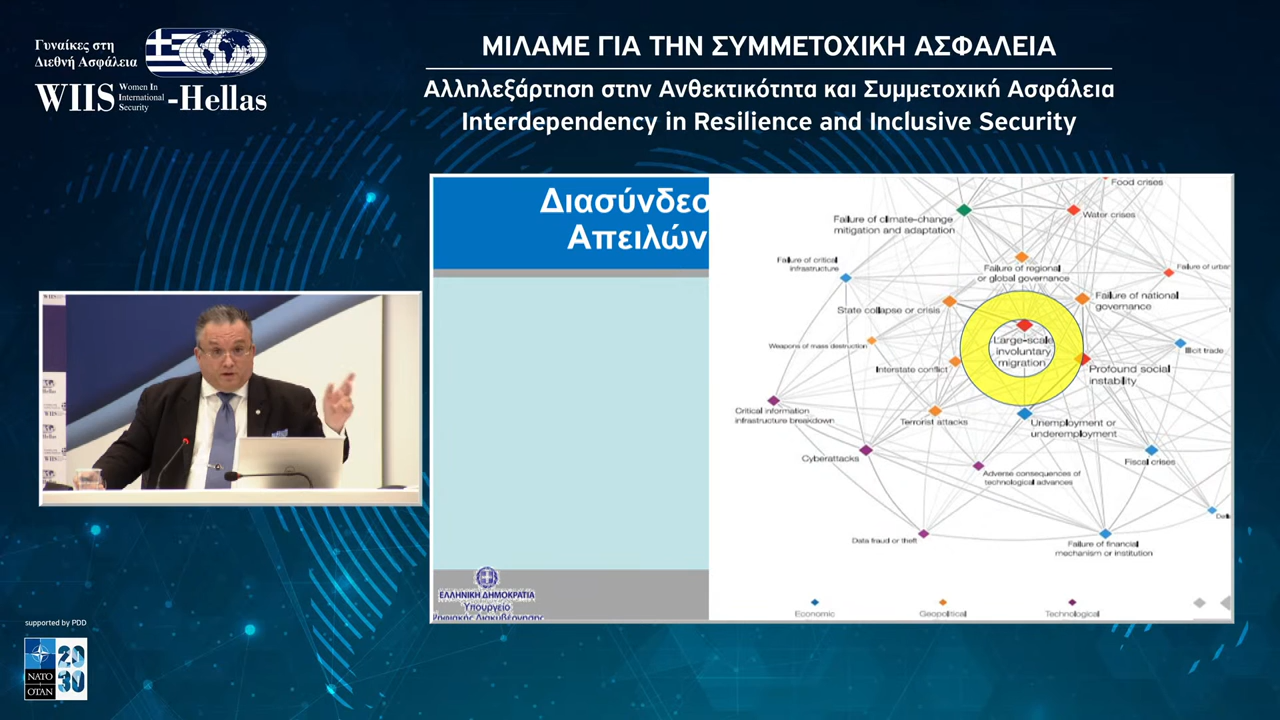 Γυναίκες στη
Διεθνή Ασφάλεια
WIIS Women In International Security -Hellas
ΜΙΛΑΜΕ ΓΙΑ ΤΗΝ ΣΥΜΜΕΤΟΧΙΚΗ ΑΣΦΑΛΕΙΑ
Αλληλεξάρτηση στην Ανθεκτικότητα και Συμμετοχική Ασφάλεια
Interdependency in Resilience and Inclusive Security
Διασύνδεσ
Απειλών
Food crises
Failure of climate-change
mitigation and adaptation
Water crises
Failure of critical
infrastructure
Failure of regional
or global governance
Failure of urban
State collapse or crisis
Failure of national
governance
Weapons of mass destruction
Large-scale
involuntary
migration
Illicit trade
Interstate conflict
Profound social
instability
Critical information
infrastructure breakdown
Terrorist attacks
Unemployment or
underemployment
Cyberattacks
Fiscal crises
Adverse consequences of
technological advances
Data fraud or theft
Failure of financial
mechanism or institution
ΕΛΛΗΝΙΚΗ ΔΗΜΟΚΡΑΤΙΑ
Υπουργείο
Ψηφιακής Διακυβέρνησης
Economic
Geopolitical
Technological
supported by PDD
NATO
OTAN
2030